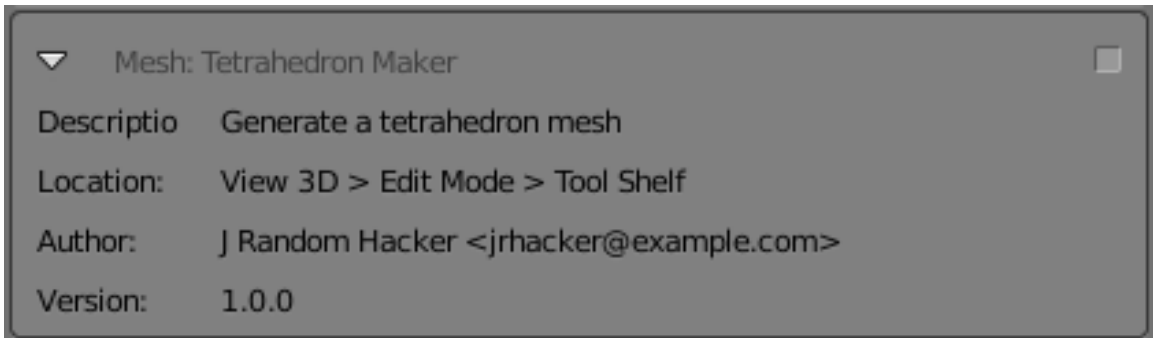 Mesh: Tetrahedron Maker
Descriptio Generate a tetrahedron mesh
Location: View 3D > Edit Mode > Tool Shelf
Author: J Random Hacker <jrhacker@example.com>
Version: 1.0.0